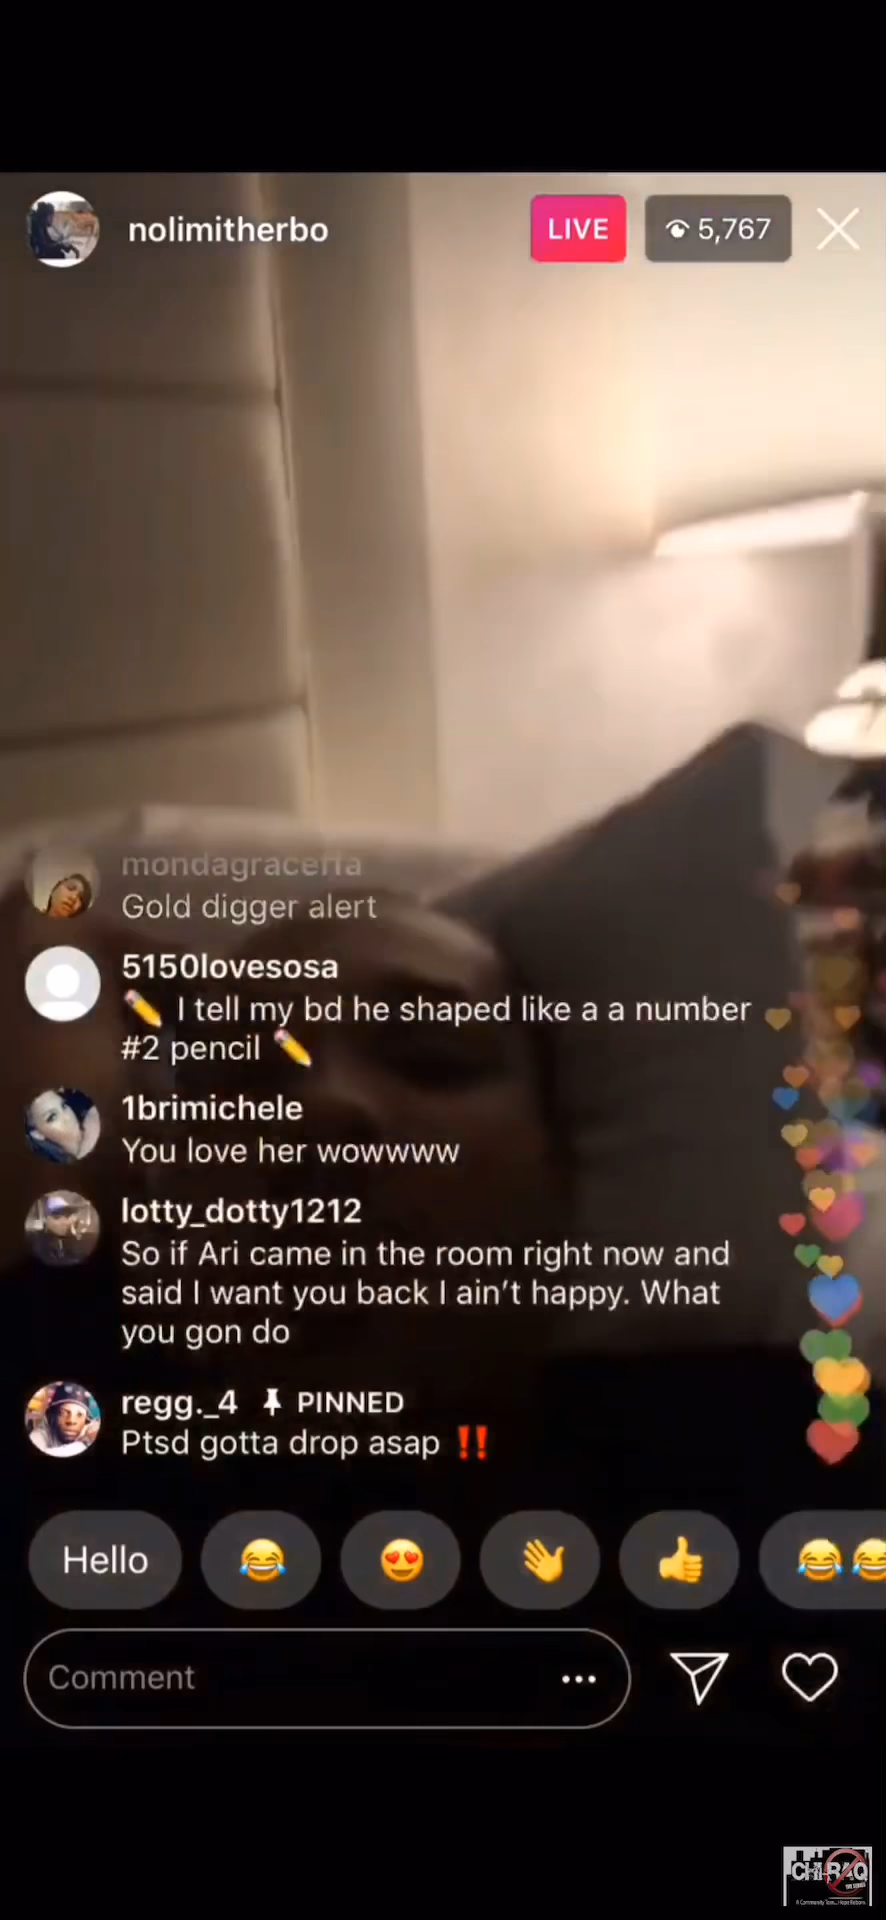 nolimitherbo LIVE 5,767
Gold digger alert
5150lovesosa
✏️ I tell my bd he shaped like a a number
#2 pencil ✏️
1brimichele
You love her wowwww
lotty_dotty1212
So if Ari came in the room right now and
said I want you back I ain't happy. What
you gon do
regg._4 PINNED
Ptsd gotta drop asap ‼️
Hello
Comment
CHIRAQ